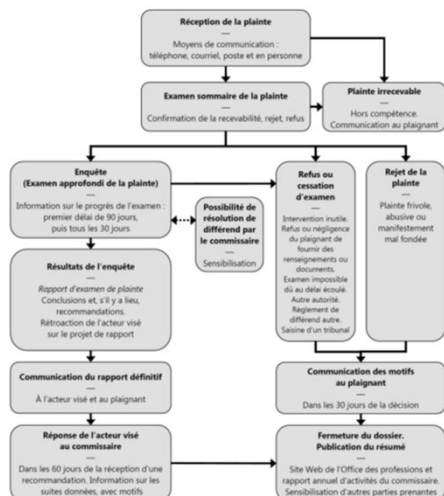 Réception de la plainte
—
Moyens de communication :
téléphone, courriel, poste et en personne
Examen sommaire de la plainte
—
Confirmation de la recevabilité, rejet, refus
Plainte irrecevable
—
Hors compétence.
Communication au plaignant
Enquête
(Examen approfondi de la plainte)
—
Information sur le progrès de l'examen :
premier délai de 90 jours,
puis tous les 30 jours
Possibilité de
résolution de
différend par
le commissaire
—
Sensibilisation
Refus ou
cessation
d'examen
—
Intervention inutile.
Refus ou négligence
du plaignant de
fournir des
renseignements ou
documents.
Examen impossible
dû au délai écoulé.
Autre autorité.
Règlement de
différend autre.
Saisine d'un tribunal
Rejet de
la plainte
—
Plainte frivole,
abusive ou
manifestement
mal fondée
Résultats de l'enquête
—
Rapport d'examen de plainte
Conclusions et, s'il y a lieu,
recommandations.
Rétroaction de l'acteur visé
sur le projet de rapport
Communication du rapport définitif
—
À l'acteur visé et au plaignant
Communication des motifs
au plaignant
—
Dans les 30 jours de la décision
Réponse de l'acteur visé
au commissaire
—
Dans les 60 jours de la réception d'une
recommandation. Information sur les
suites données, avec motifs
Fermeture du dossier.
Publication du résumé
—
Site Web de l'Office des professions et
rapport annuel d'activités du commissaire.
Sensibilisation d'autres parties prenantes